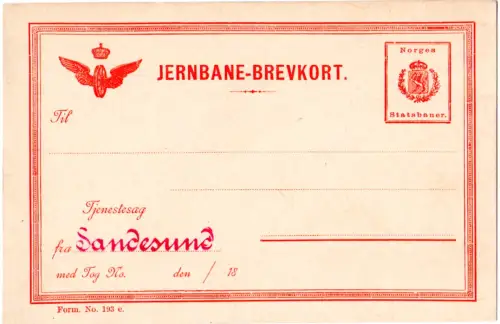 JERNBANE-BREVKORT.
Norges
Statsbaner.
Til
Tjenestesag
fra Sandesund
med Tog No. den / 18
Form. No. 193 c.